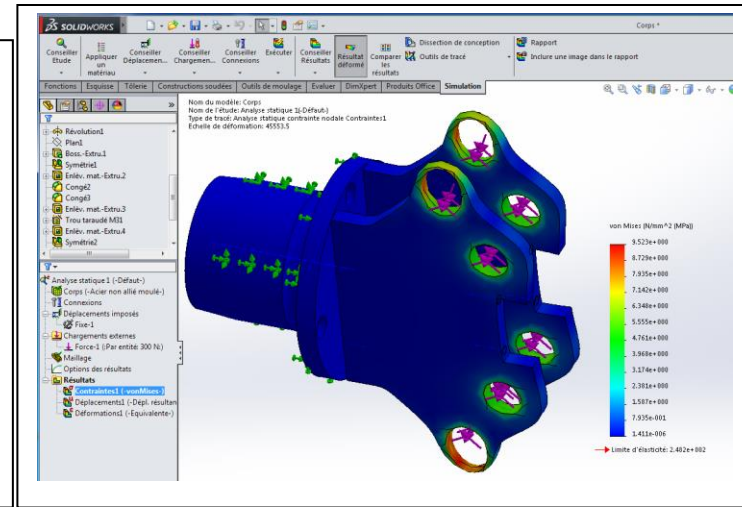 SOLIDWORKS
Corps *
Conseiller Etude
Appliquer un matériau
Conseiller Déplacemen...
Conseiller Chargemen...
Conseiller Connexions
Exécuter
Conseiller Résultats
Résultat déformé
Comparer les résultats
Dissection de conception
Outils de tracé
Rapport
Inclure une image dans le rapport
Fonctions Esquisse Tôlerie Constructions soudées Outils de moulage Evaluer DimXpert Produits Office Simulation
Nom du modèle: Corps
Nom de l'étude: Analyse statique 1(-Défaut-)
Type de tracé: Analyse statique contrainte nodale Contraintes1
Echelle de déformation: 45553.5
Révolution1
Plan1
Boss.-Extru.1
Symétrie1
Enlèv. mat.-Extru.2
Congé2
Congé3
Enlèv. mat.-Extru.3
Trou taraudé M31
Enlèv. mat.-Extru.4
Symétrie2
Analyse statique 1 (-Défaut-)
Corps (-Acier non allié moulé-)
Connexions
Déplacements imposés
Fixe-1
Chargements externes
Force-1 (:Par entité: 300 N:)
Maillage
Options des résultats
Résultats
Contraintes1 (-vonMises-)
Déplacements1 (-Dépl. résultan
Déformations1 (-Equivalente-)
von Mises (N/mm^2 (MPa))
9.523e+000
8.729e+000
7.935e+000
7.142e+000
6.348e+000
5.555e+000
4.761e+000
3.968e+000
3.174e+000
2.381e+000
1.587e+000
7.935e-001
1.411e-006
Limite d'élasticité: 2.482e+002